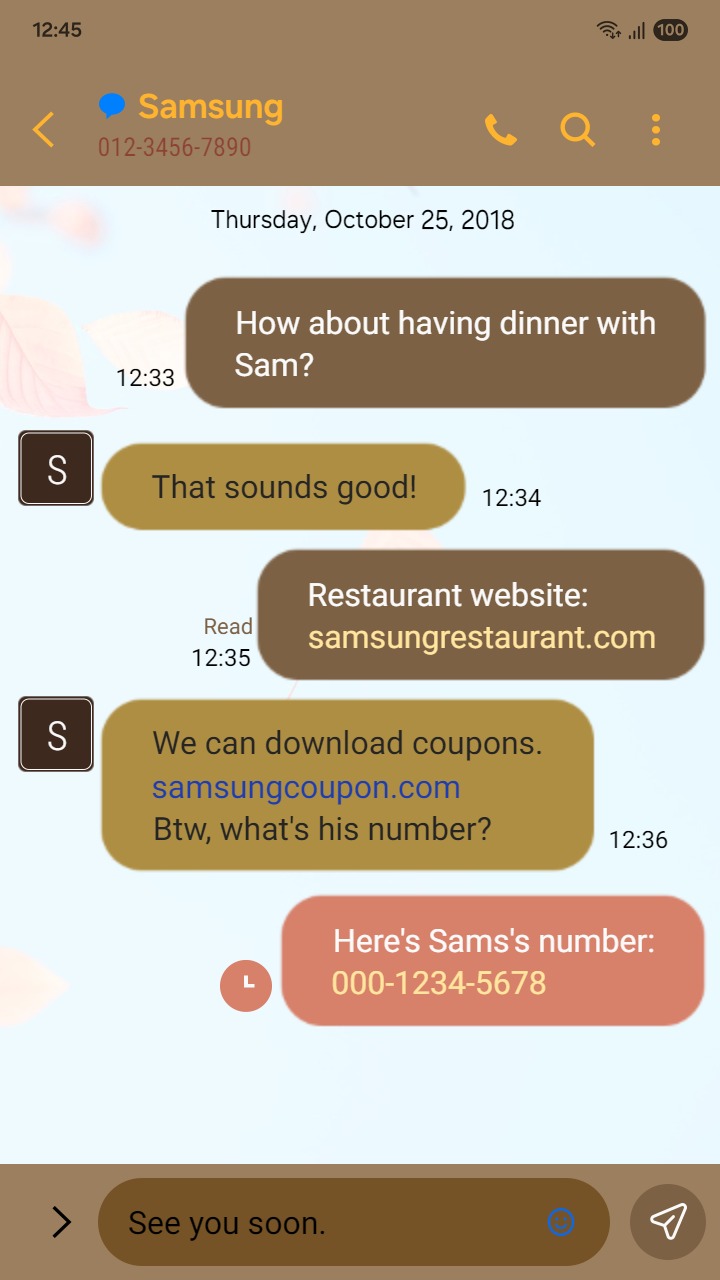 12:45
100
Samsung
012-3456-7890
Thursday, October 25, 2018
How about having dinner with
Sam?
12:33
S
That sounds good!
12:34
Restaurant website:
samsungrestaurant.com
Read
12:35
S
We can download coupons.
samsungcoupon.com
Btw, what's his number?
12:36
Here's Sams's number:
000-1234-5678
See you soon.